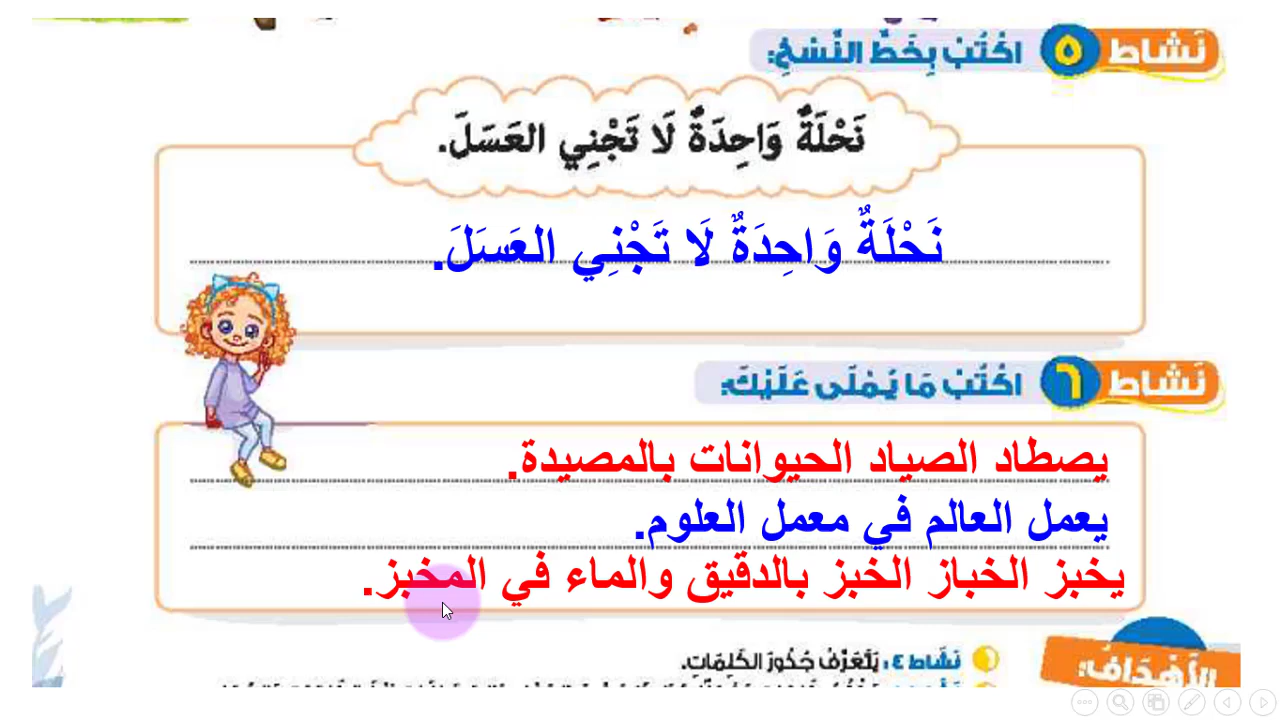 نَشاط ٥ اكْتُبْ بِخَطِّ النَّسْخِ:
نَحْلَةٌ وَاحِدَةٌ لَا تَجْنِي العَسَلَ.
نَحْلَةٌ وَاحِدَةٌ لَا تَجْنِي العَسَلَ.
نَشاط ٦ اكْتُبْ مَا يُمْلَى عَلَيْكَ:
يصطاد الصياد الحيوانات بالمصيدة.
يعمل العالم في معمل العلوم.
يخبز الخباز الخبز بالدقيق والماء في المخبز.
الأَهْدَافُ:
نَشَاط ٤: يَتَعَرَّفُ جُذُورَ الكَلِمَاتِ.